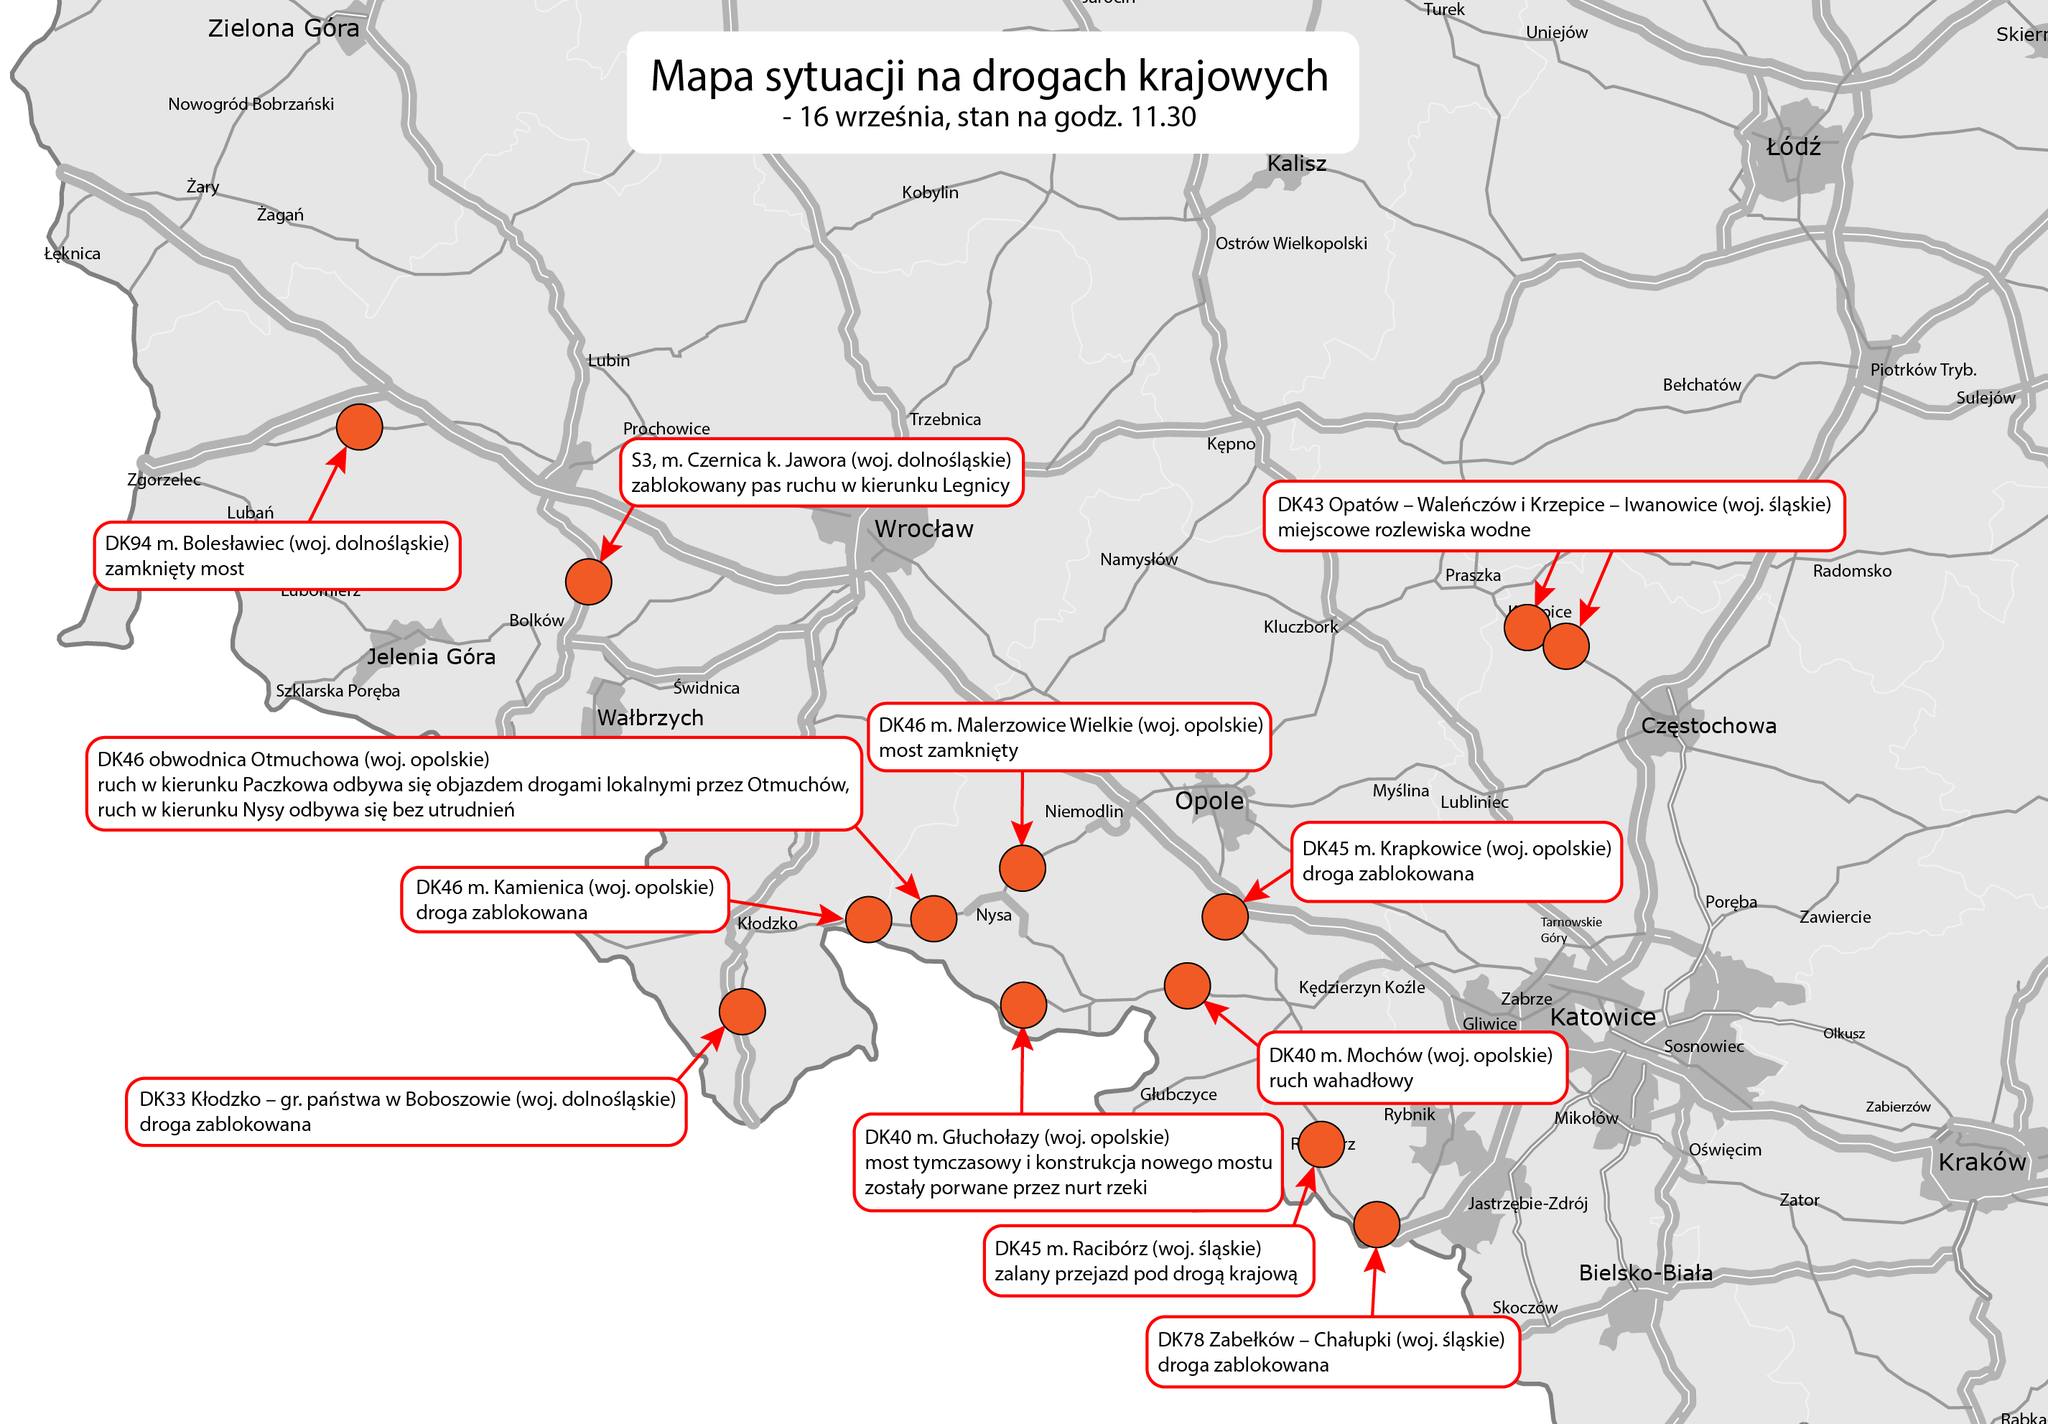 Jarocin
Turek
Zielona Góra
Uniejów
Mapa sytuacji na drogach krajowych
- 16 września, stan na godz. 11.30
Nowogród Bobrzański
Łódź
Kalisz
Żary
Kobylin
Żagań
Ostrów Wielkopolski
Łęknica
Lubin
Piotrków Tryb.
Bełchatów
Sulejów
Trzebnica
Prochowice
Kępno
S3, m. Czernica k. Jawora (woj. dolnośląskie)
zablokowany pas ruchu w kierunku Legnicy
Zgorzelec
DK43 Opatów – Waleńczów i Krzepice – Iwanowice (woj. śląskie)
miejscowe rozlewiska wodne
Lubań
Wrocław
DK94 m. Bolesławiec (woj. dolnośląskie)
zamknięty most
Namysłów
Praszka
Radomsko
Lubomierz
Bolków
Kluczbork
Jelenia Góra
Szklarska Poręba
Świdnica
Wałbrzych
DK46 m. Malerzowice Wielkie (woj. opolskie)
most zamknięty
Częstochowa
DK46 obwodnica Otmuchowa (woj. opolskie)
ruch w kierunku Paczkowa odbywa się objazdem drogami lokalnymi przez Otmuchów,
ruch w kierunku Nysy odbywa się bez utrudnień
Opole
Myślina
Lubliniec
Niemodlin
DK45 m. Krapkowice (woj. opolskie)
droga zablokowana
DK46 m. Kamienica (woj. opolskie)
droga zablokowana
Kłodzko
Nysa
Poręba
Zawiercie
Tarnowskie
Góry
Kędzierzyn Koźle
Zabrze
Gliwice
Katowice
Olkusz
Sosnowiec
DK40 m. Mochów (woj. opolskie)
ruch wahadłowy
DK33 Kłodzko – gr. państwa w Boboszowie (woj. dolnośląskie)
droga zablokowana
Głubczyce
Rybnik
Mikołów
Zabierzów
DK40 m. Głuchołazy (woj. opolskie)
most tymczasowy i konstrukcja nowego mostu
zostały porwane przez nurt rzeki
Oświęcim
Kraków
Jastrzębie-Zdrój
Zator
DK45 m. Racibórz (woj. śląskie)
zalany przejazd pod drogą krajową
Bielsko-Biała
Skoczów
DK78 Zabełków – Chałupki (woj. śląskie)
droga zablokowana
Rabka